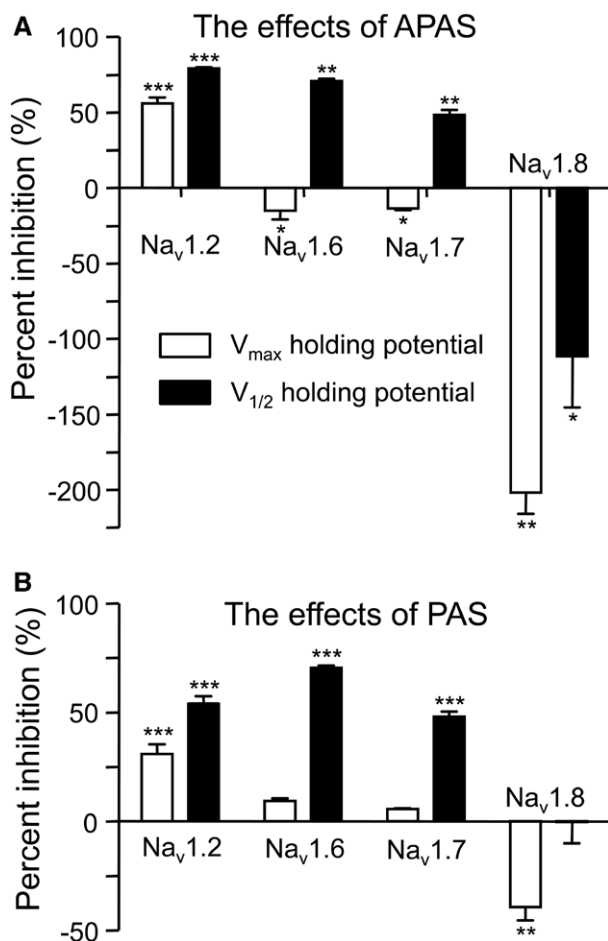 A
The effects of APAS
Percent inhibition (%)
100
50
0
-50
-100
-150
-200
***
***
**
**
*
*
**
*
Nav1.2
Nav1.6
Nav1.7
Nav1.8
Vmax holding potential
V1/2 holding potential
B
The effects of PAS
Percent inhibition (%)
100
50
0
-50
***
***
***
***
**
Nav1.2
Nav1.6
Nav1.7
Nav1.8